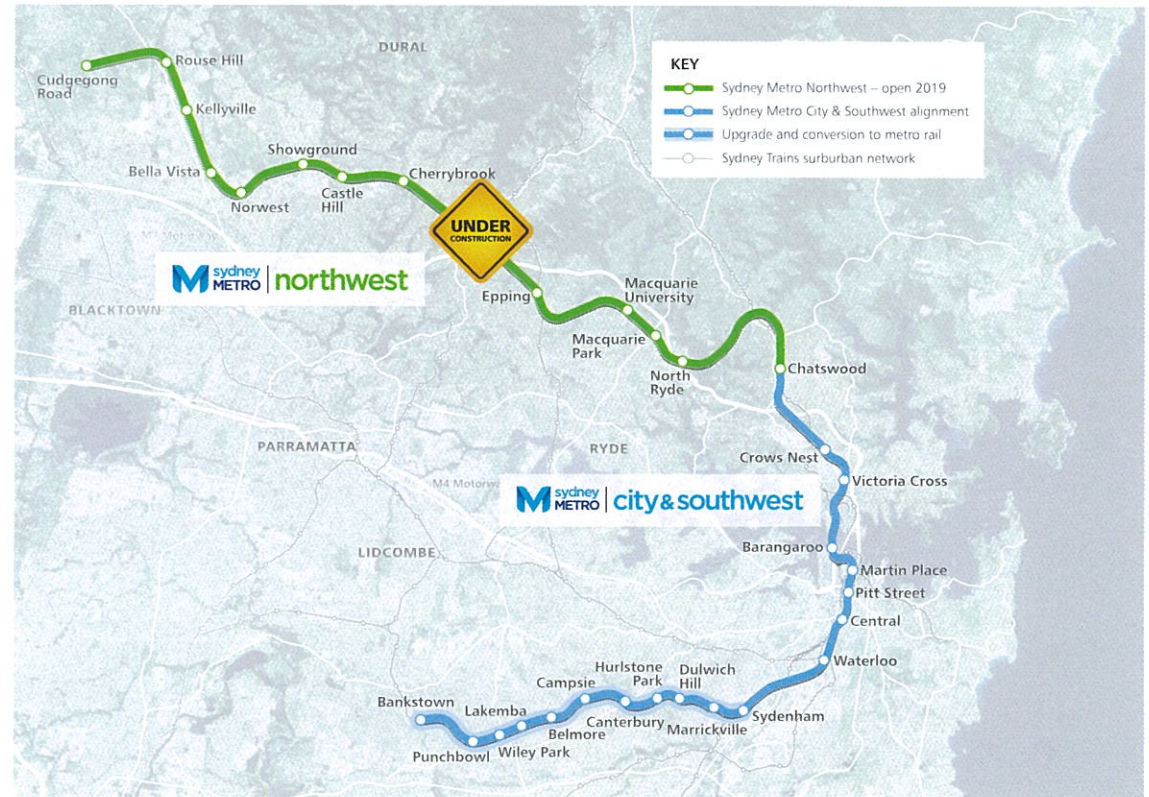 DURAL
KEY
Sydney Metro Northwest – open 2019
Sydney Metro City & Southwest alignment
Upgrade and conversion to metro rail
Sydney Trains surburban network
Cudgegong
Road
Rouse Hill
Kellyville
Bella Vista
Norwest
Showground
Castle
Hill
Cherrybrook
UNDER
CONSTRUCTION
M sydney METRO | northwest
BLACKTOWN
Epping
Macquarie
University
Macquarie
Park
North
Ryde
Chatswood
PARRAMATTA
RYDE
Crows Nest
Victoria Cross
M4 Motorw
M sydney METRO | city & southwest
LIDCOMBE
Barangaroo
Martin Place
Pitt Street
Central
Waterloo
Bankstown
Punchbowl
Lakemba
Wiley Park
Campsie
Belmore
Hurlstone
Park
Canterbury
Dulwich
Hill
Marrickville
Sydenham